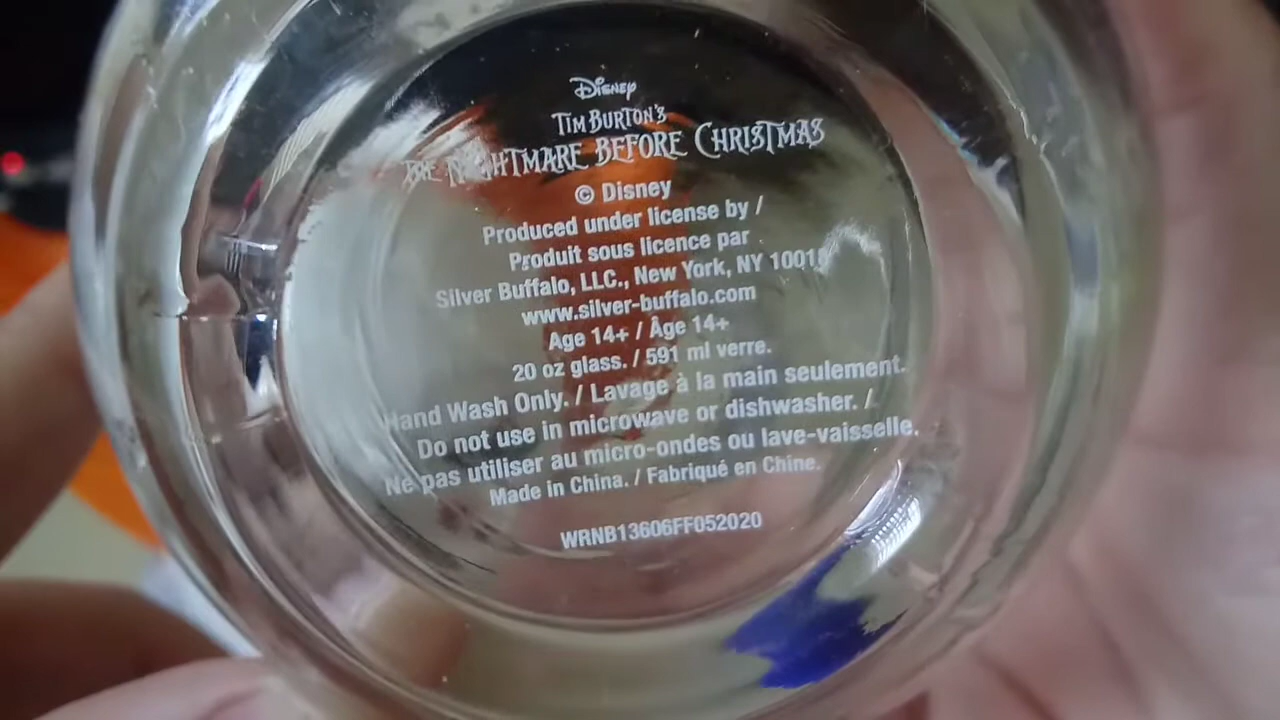 Disney
TIM BURTON'S
THE NIGHTMARE BEFORE CHRISTMAS
© Disney
Produced under license by /
Produit sous licence par
Silver Buffalo, LLC., New York, NY 10018
www.silver-buffalo.com
Age 14+ / Âge 14+
20 oz glass. / 591 ml verre.
Hand Wash Only. / Lavage à la main seulement.
Do not use in microwave or dishwasher. /
Ne pas utiliser au micro-ondes ou lave-vaisselle.
Made in China. / Fabriqué en Chine.
WRNB13606FF052020